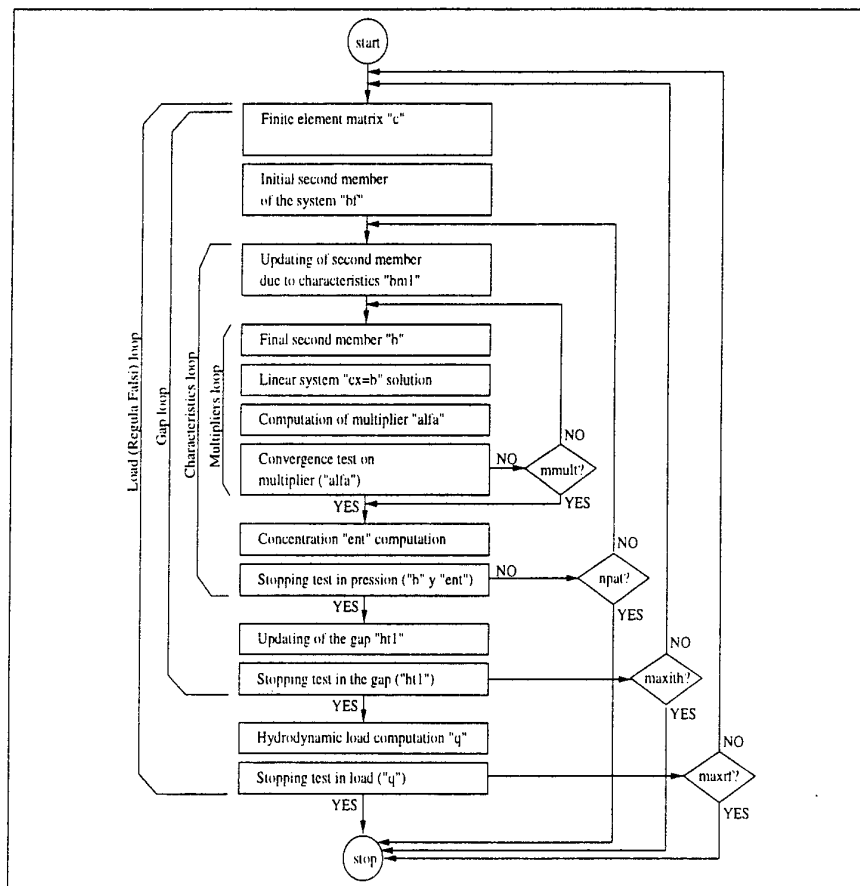 start
Finite element matrix "c"
Initial second member
of the system "bf"
Updating of second member
due to characteristics "bm1"
Final second member "b"
Linear system "cx=b" solution
Computation of multiplier "alfa"
Convergence test on
multiplier ("alfa")
NO
mmult?
NO
YES
YES
Concentration "ent" computation
Stopping test in pression ("b" y "ent")
NO
npat?
NO
YES
YES
Updating of the gap "ht1"
Stopping test in the gap ("ht1")
maxith?
NO
YES
YES
Hydrodynamic load computation "q"
Stopping test in load ("q")
maxrf?
NO
YES
YES
stop
Load (Regula Falsi) loop
Gap loop
Characteristics loop
Multipliers loop